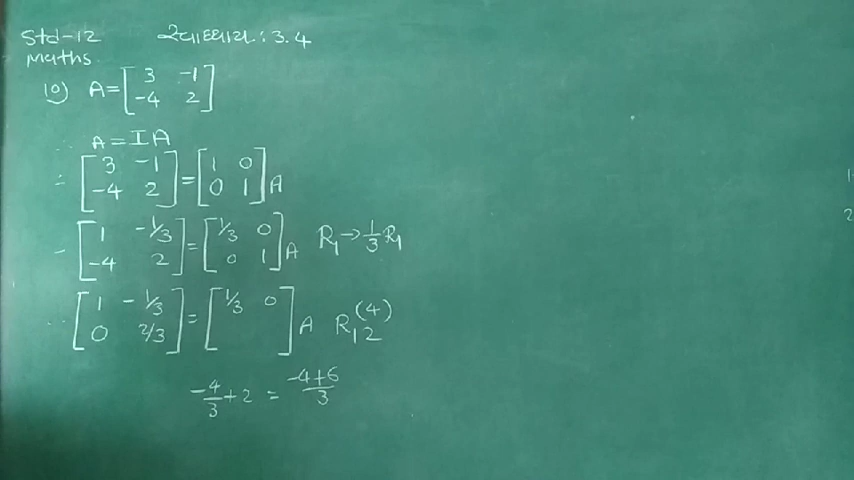 Std-12 સ્વાધ્યાય : 3.4
Maths
10) A = [ 3 -1
-4 2 ]
∴ A = IA
∴ [ 3 -1
-4 2 ] = [ 1 0
0 1 ] A
∴ [ 1 -1/3
-4 2 ] = [ 1/3 0
0 1 ] A R₁ → 1/3 R₁
∴ [ 1 -1/3
0 2/3 ] = [ 1/3 0
] A R₁₂(4)
-4/3 + 2 = -4+6/3